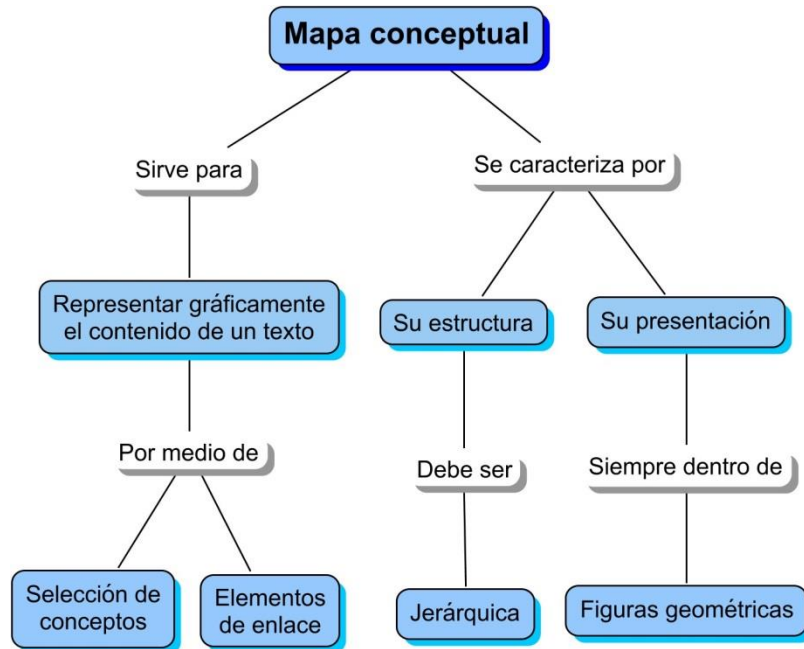 Mapa conceptual
Sirve para
Se caracteriza por
Representar gráficamente
el contenido de un texto
Su estructura
Su presentación
Por medio de
Debe ser
Siempre dentro de
Selección de
conceptos
Elementos
de enlace
Jerárquica
Figuras geométricas